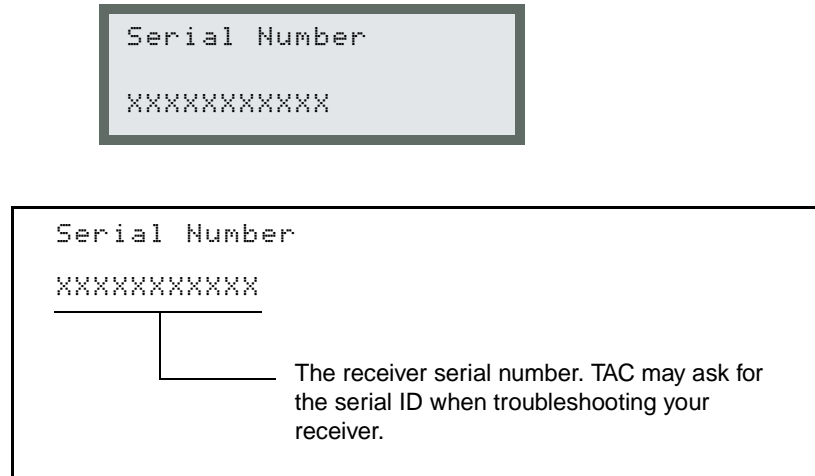 Serial Number
XXXXXXXXXXX
Serial Number
XXXXXXXXXXX
The receiver serial number. TAC may ask for
the serial ID when troubleshooting your
receiver.